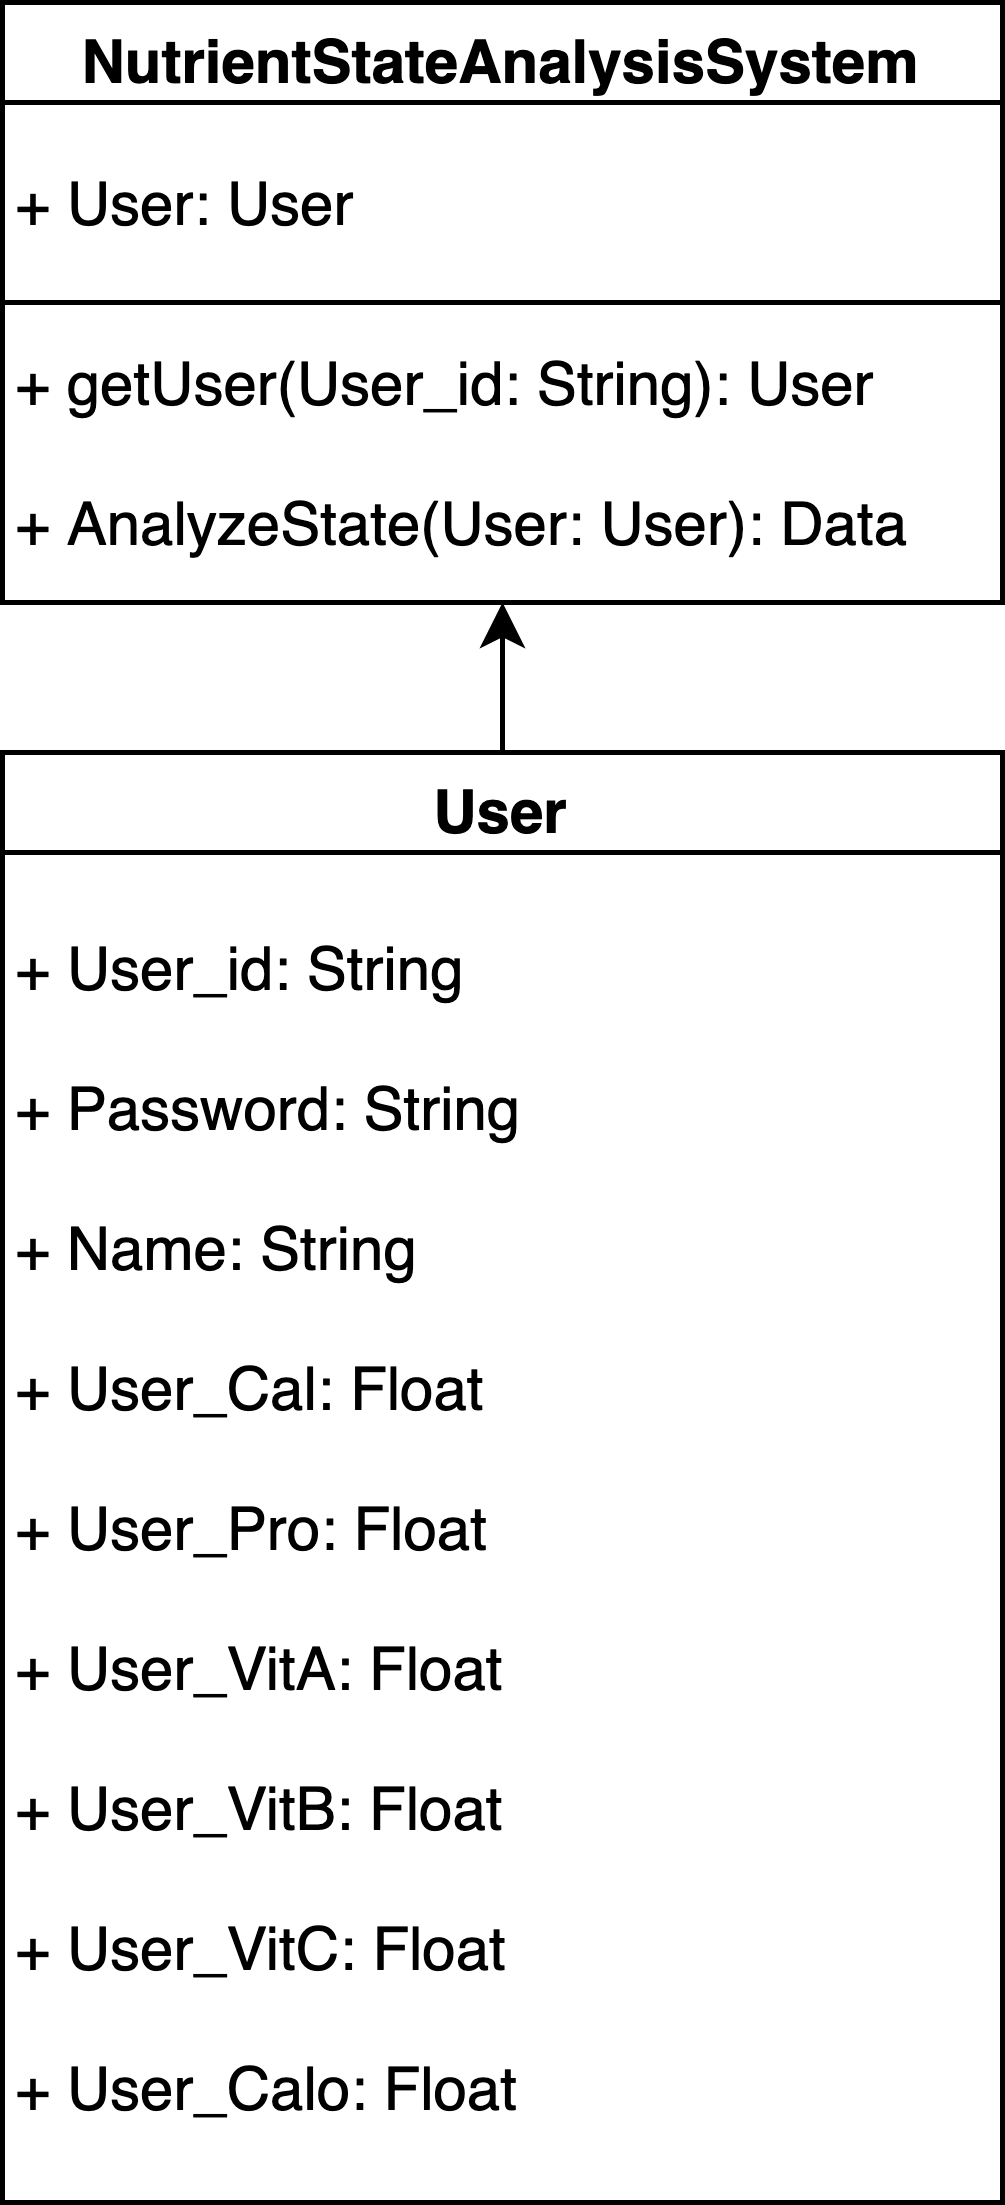 NutrientStateAnalysisSystem
+ User: User
+ getUser(User_id: String): User
+ AnalyzeState(User: User): Data
User
+ User_id: String
+ Password: String
+ Name: String
+ User_Cal: Float
+ User_Pro: Float
+ User_VitA: Float
+ User_VitB: Float
+ User_VitC: Float
+ User_Calo: Float